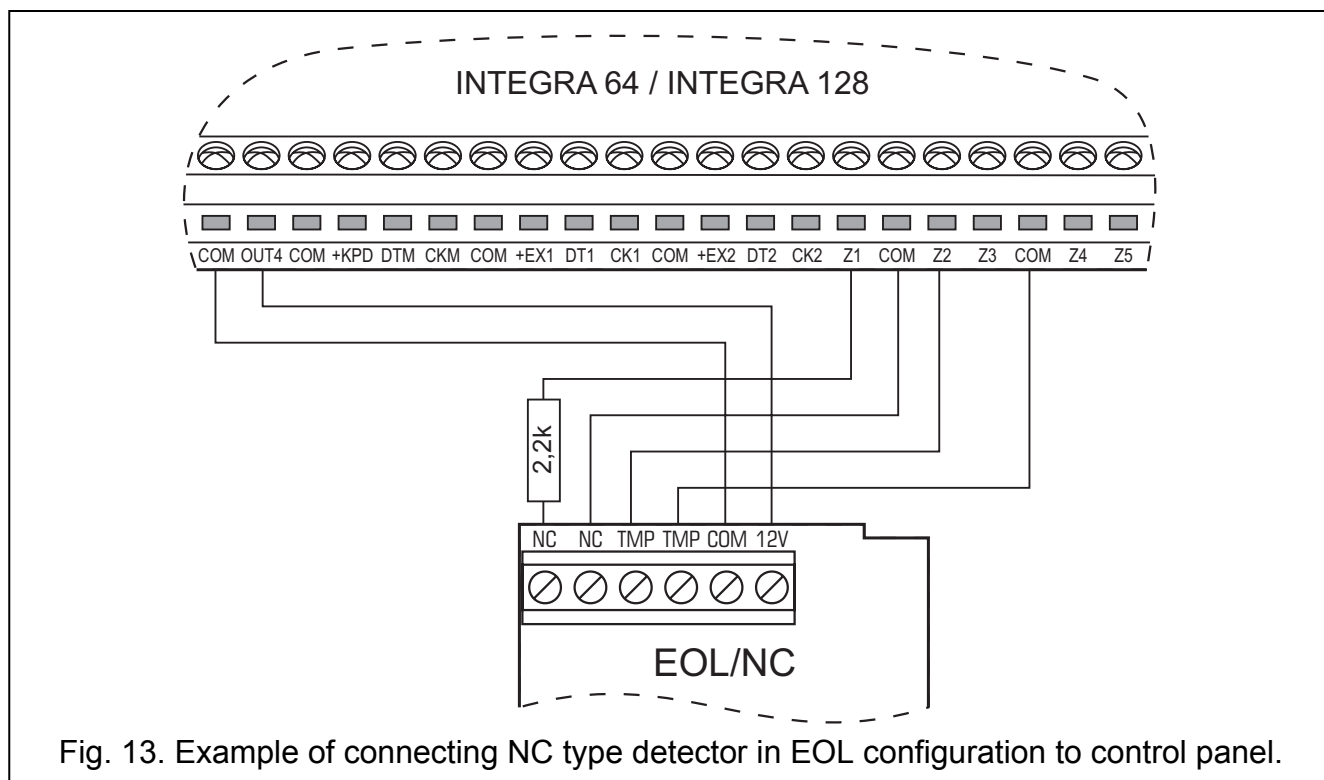 INTEGRA 64 / INTEGRA 128
COM OUT4 COM +KPD DTM CKM COM +EX1 DT1 CK1 COM +EX2 DT2 CK2 Z1 COM Z2 Z3 COM Z4 Z5
2,2k
NC NC TMP TMP COM 12V
EOL/NC
Fig. 13. Example of connecting NC type detector in EOL configuration to control panel.